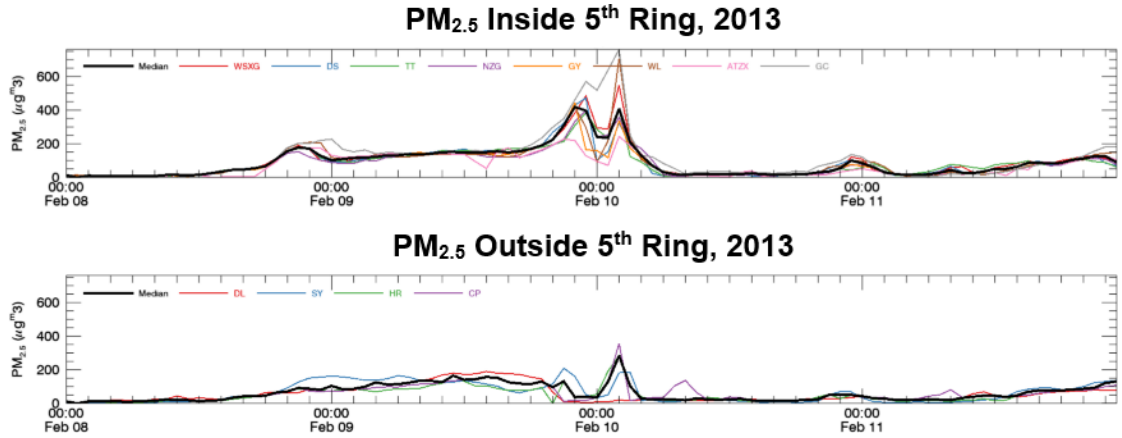 PM2.5 Inside 5th Ring, 2013
PM2.5 (μg^m3)
600
400
200
0
Median WSXG DS TT NZG GY WL ATZX GC
00:00 00:00 00:00 00:00
Feb 08 Feb 09 Feb 10 Feb 11
PM2.5 Outside 5th Ring, 2013
PM2.5 (μg^m3)
600
400
200
0
Median DL SY HR CP
00:00 00:00 00:00 00:00
Feb 08 Feb 09 Feb 10 Feb 11